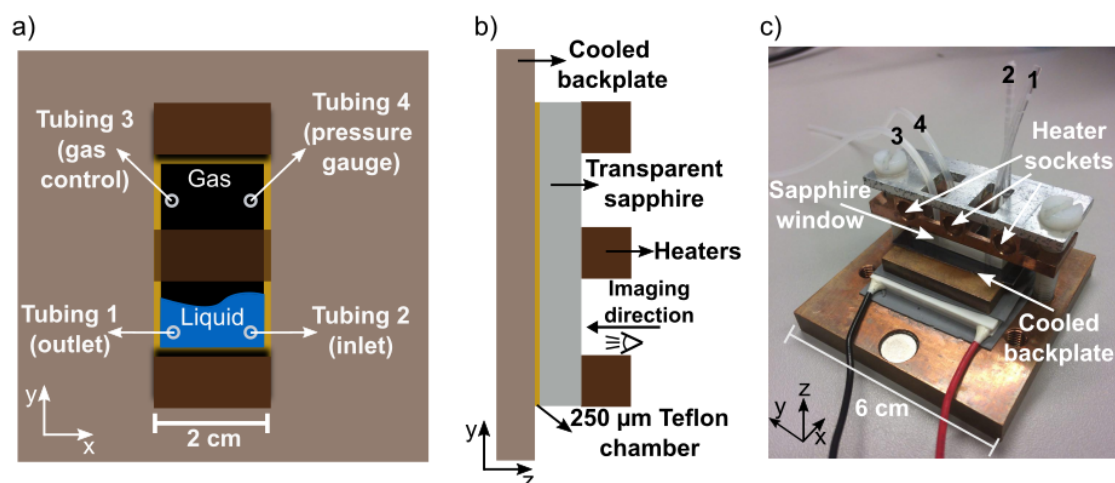 a)
Tubing 3
(gas
control)
Tubing 4
(pressure
gauge)
Gas
Tubing 1
(outlet)
Liquid
Tubing 2
(inlet)
y
x
2 cm
b)
Cooled
backplate
Transparent
sapphire
Heaters
Imaging
direction
250 µm Teflon
chamber
y
z
c)
2
1
4
3
Heater
sockets
Sapphire
window
Cooled
backplate
6 cm
z
y
x